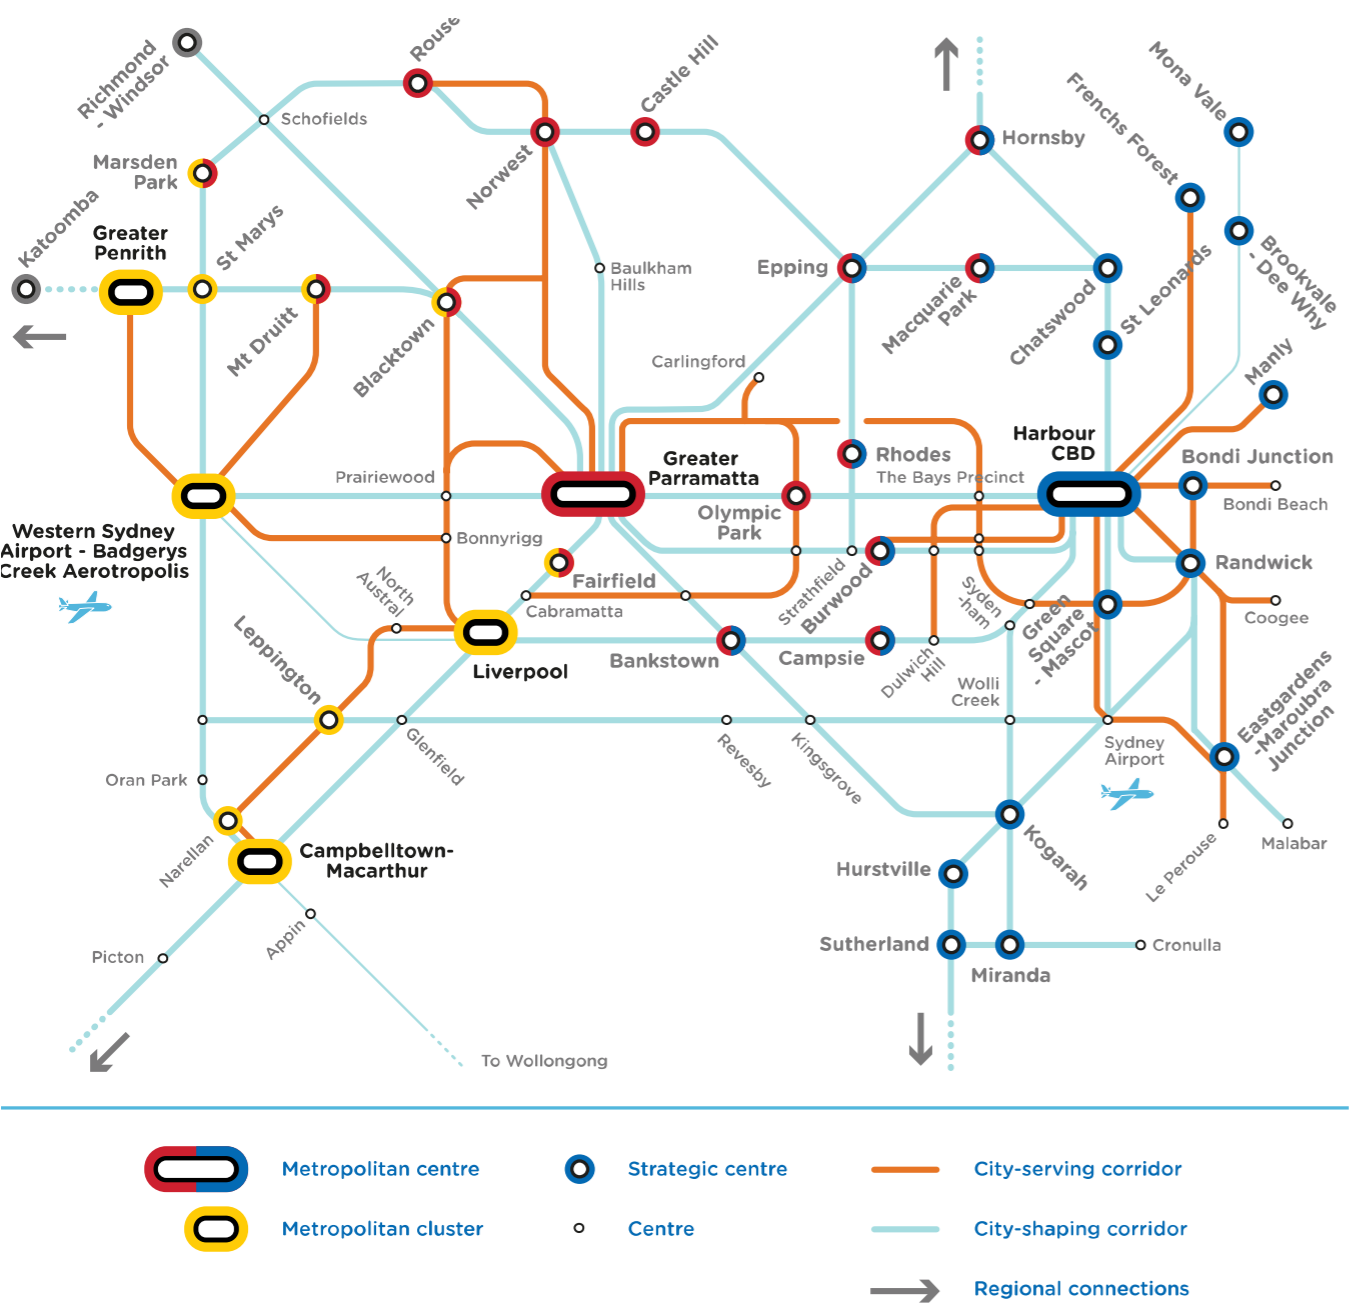 Rouse
Richmond
- Windsor
Schofields
Castle Hill
Mona Vale
Frenchs Forest
Hornsby
Marsden
Park
Norwest
Katoomba
Greater
Penrith
St Marys
Baulkham
Hills
Epping
Macquarie
Park
Chatswood
St Leonards
Brookvale
- Dee Why
Mt Druitt
Blacktown
Carlingford
Manly
Harbour
CBD
Greater
Parramatta
Rhodes
The Bays Precinct
Bondi Junction
Bondi Beach
Prairiewood
Olympic
Park
Western Sydney
Airport - Badgerys
Creek Aerotropolis
Bonnyrigg
North
Austral
Fairfield
Cabramatta
Strathfield
Burwood
Syden
-ham
Green
Square
- Mascot
Randwick
Coogee
Leppington
Liverpool
Bankstown
Campsie
Dulwich
Hill
Wolli
Creek
Eastgardens
-Maroubra
Junction
Glenfield
Revesby
Kingsgrove
Sydney
Airport
Oran Park
Narellan
Campbelltown-
Macarthur
Kogarah
Hurstville
Le Perouse
Malabar
Appin
Picton
Sutherland
Miranda
Cronulla
To Wollongong
Metropolitan centre
Strategic centre
City-serving corridor
Metropolitan cluster
Centre
City-shaping corridor
Regional connections